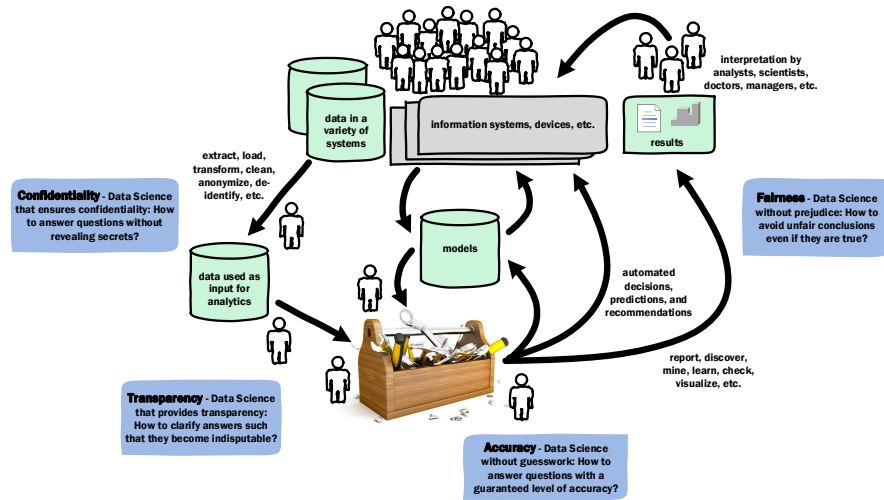 interpretation by
analysts, scientists,
doctors, managers, etc.
data in a
variety of
systems
information systems, devices, etc.
results
extract, load,
transform, clean,
anonymize, de-
identify, etc.
Confidentiality - Data Science
that ensures confidentiality: How
to answer questions without
revealing secrets?
Fairness - Data Science
without prejudice: How to
avoid unfair conclusions
even if they are true?
models
data used as
input for
analytics
automated
decisions,
predictions, and
recommendations
report, discover,
mine, learn, check,
visualize, etc.
Transparency - Data Science
that provides transparency:
How to clarify answers such
that they become indisputable?
Accuracy - Data Science
without guesswork: How to
answer questions with a
guaranteed level of accuracy?